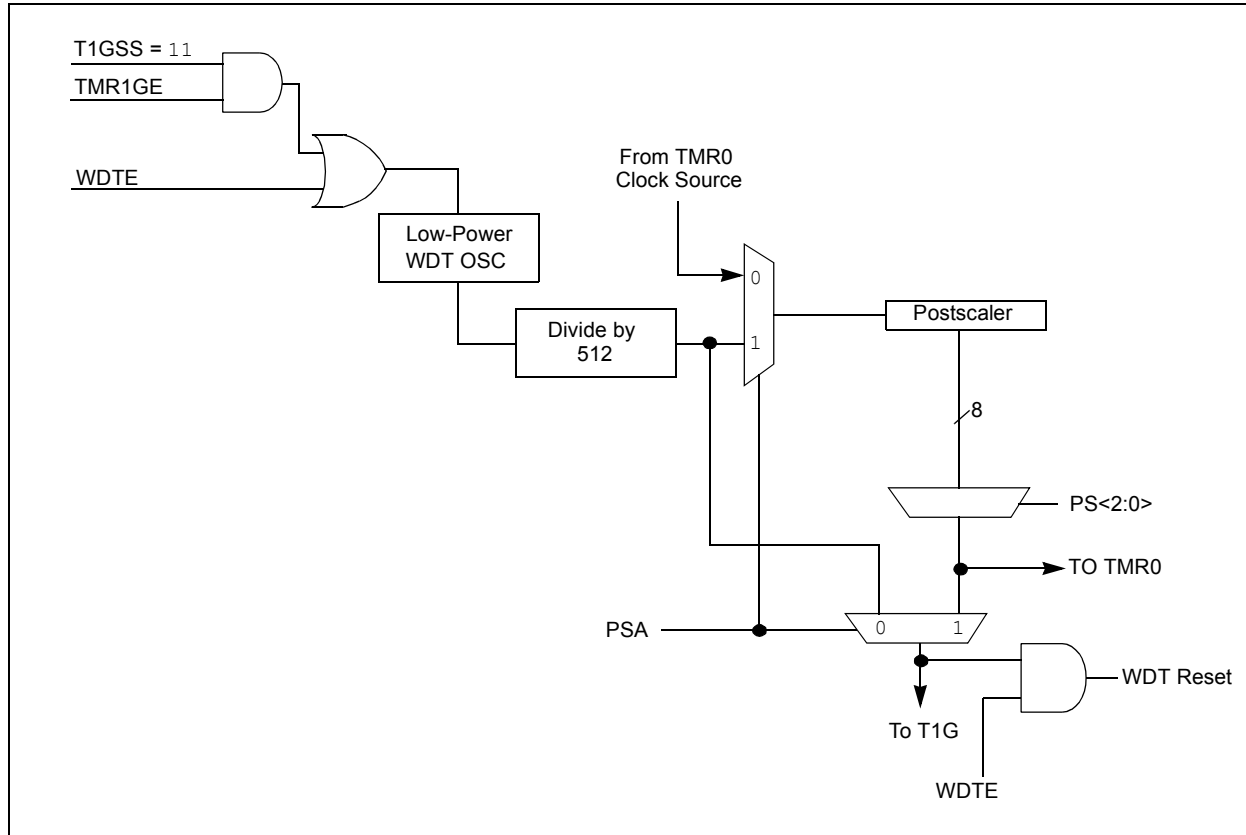 T1GSS = 11
TMR1GE
WDTE
From TMR0
Clock Source
Low-Power
WDT OSC
0
1
Divide by
512
Postscaler
8
PS<2:0>
TO TMR0
PSA
0
1
WDT Reset
To T1G
WDTE